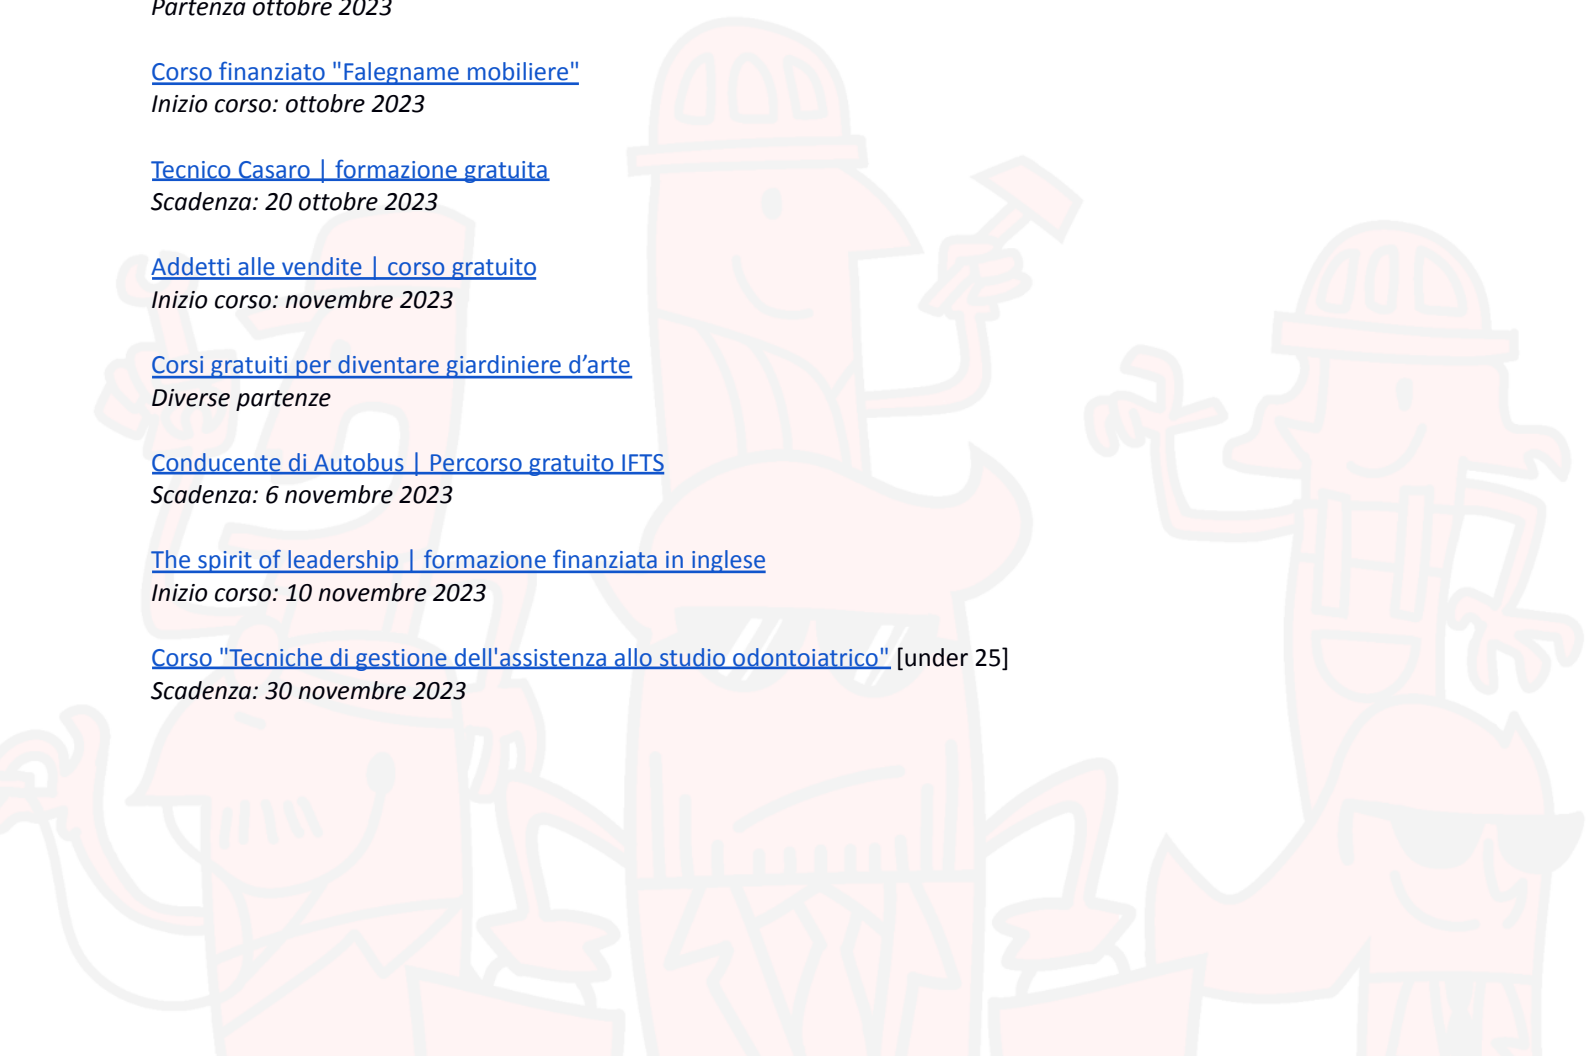 Partenza ottobre 2023
Corso finanziato "Falegname mobiliere"
Inizio corso: ottobre 2023
Tecnico Casaro | formazione gratuita
Scadenza: 20 ottobre 2023
Addetti alle vendite | corso gratuito
Inizio corso: novembre 2023
Corsi gratuiti per diventare giardiniere d’arte
Diverse partenze
Conducente di Autobus | Percorso gratuito IFTS
Scadenza: 6 novembre 2023
The spirit of leadership | formazione finanziata in inglese
Inizio corso: 10 novembre 2023
Corso "Tecniche di gestione dell'assistenza allo studio odontoiatrico" [under 25]
Scadenza: 30 novembre 2023